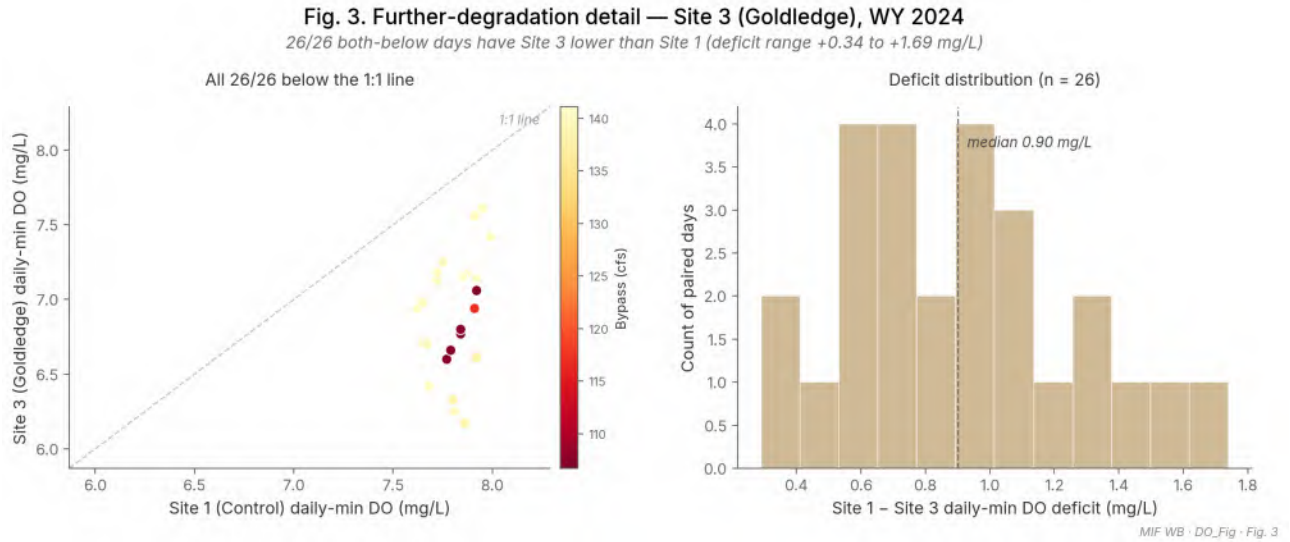 Fig. 3. Further-degradation detail — Site 3 (Goldledge), WY 2024
26/26 both-below days have Site 3 lower than Site 1 (deficit range +0.34 to +1.69 mg/L)
All 26/26 below the 1:1 line
1:1 line
Site 3 (Goldledge) daily-min DO (mg/L)
8.0
7.5
7.0
6.5
6.0
6.0 6.5 7.0 7.5 8.0
Site 1 (Control) daily-min DO (mg/L)
140
135
130
125
120
115
110
Bypass (cfs)
Deficit distribution (n = 26)
median 0.90 mg/L
Count of paired days
4.0
3.5
3.0
2.5
2.0
1.5
1.0
0.5
0.0
0.4 0.6 0.8 1.0 1.2 1.4 1.6 1.8
Site 1 − Site 3 daily-min DO deficit (mg/L)
MIF WB · DO_Fig · Fig. 3